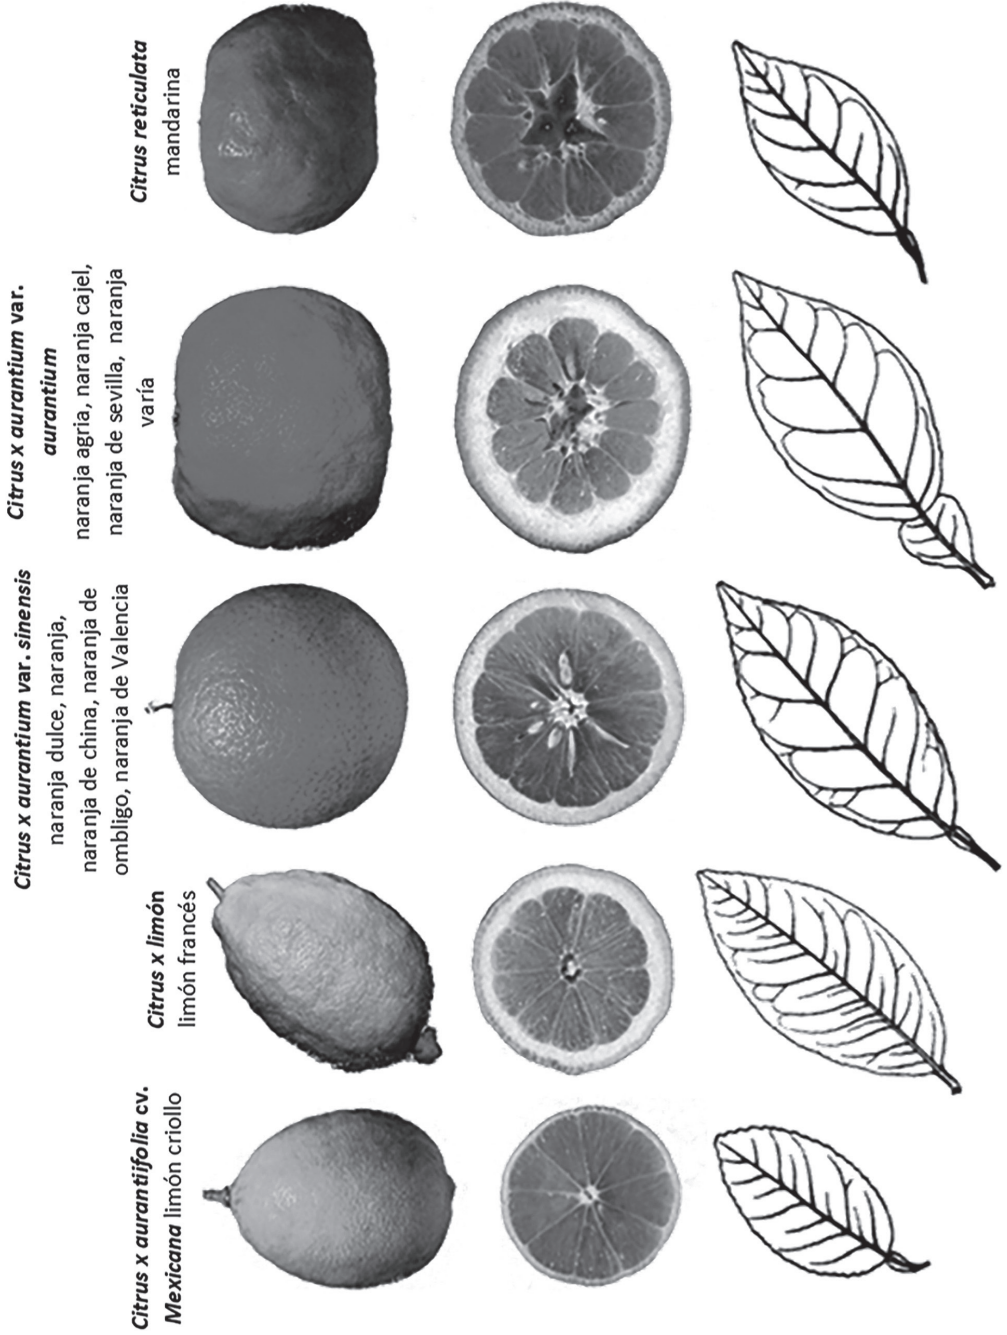 Citrus x aurantiifolia cv.
Mexicana limón criollo
Citrus x limón
limón francés
Citrus x aurantium var. sinensis
naranja dulce, naranja,
naranja de china, naranja de
ombligo, naranja de Valencia
Citrus x aurantium var.
aurantium
naranja agria, naranja cajel,
naranja de sevilla, naranja
varía
Citrus reticulata
mandarina